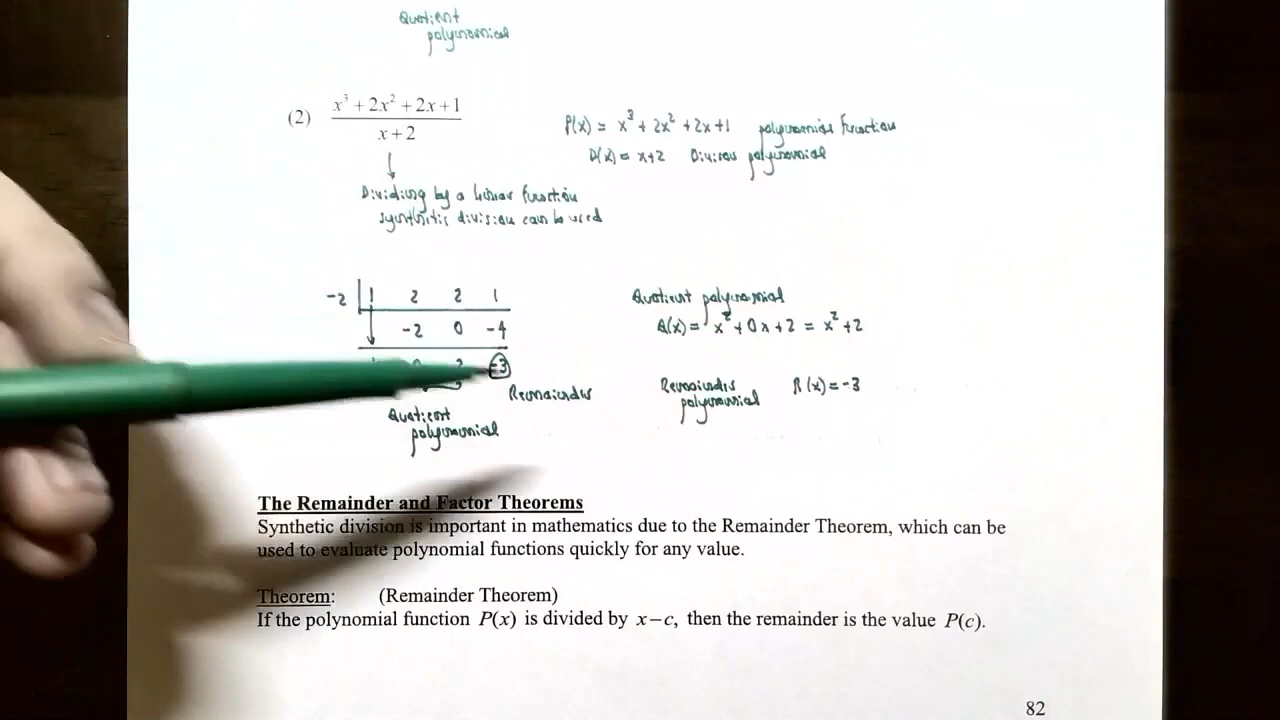 Quotient
polynomial
(2) x³ + 2x² + 2x + 1
x + 2
P(x) = x³ + 2x² + 2x + 1 polynomial function
D(x) = x+2 Divisor polynomial
Dividing by a linear function
synthetic division can be used
-2 1 2 2 1
-2 0 -4
-3
Remainder
Quotient
polynomial
Quotient polynomial
Q(x) = x² + 0x + 2 = x² + 2
Remainder
polynomial R(x) = -3
The Remainder and Factor Theorems
Synthetic division is important in mathematics due to the Remainder Theorem, which can be
used to evaluate polynomial functions quickly for any value.
Theorem: (Remainder Theorem)
If the polynomial function P(x) is divided by x−c, then the remainder is the value P(c).
82